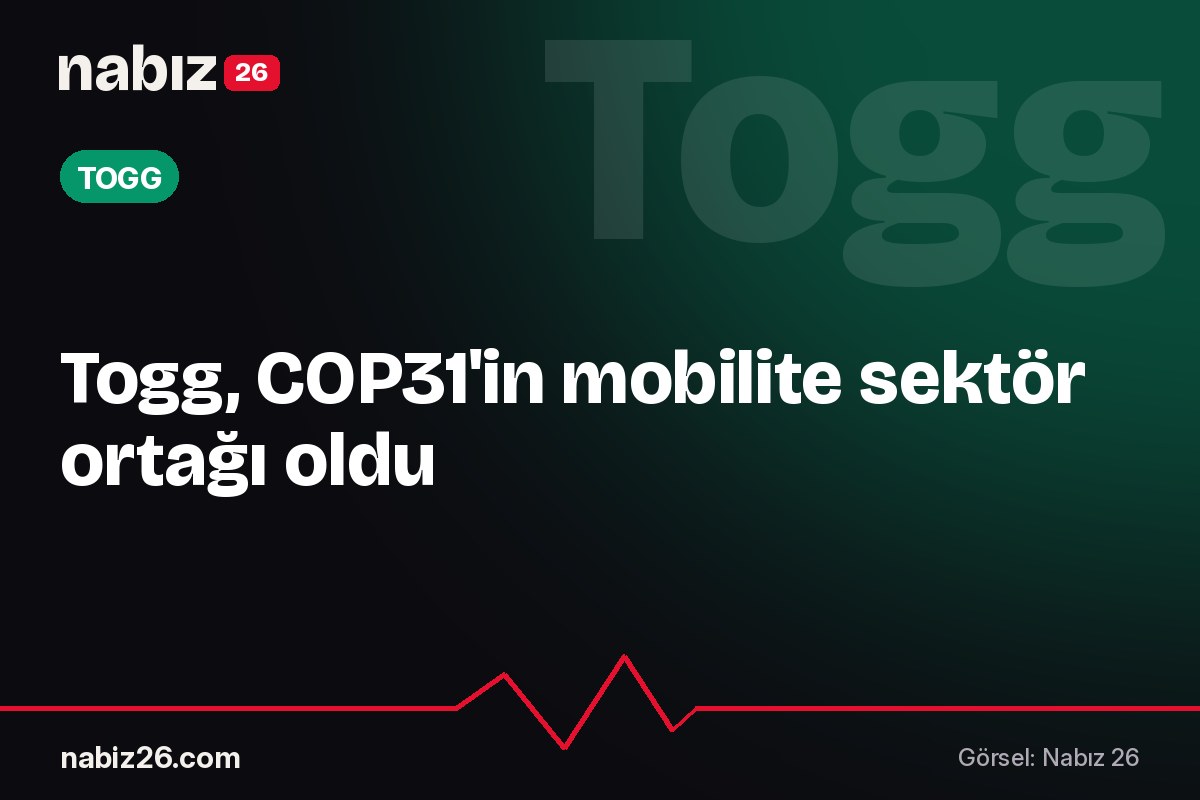 nabız 26
Togg
TOGG
Togg, COP31'in mobilite sektör
ortağı oldu
nabiz26.com
Görsel: Nabız 26